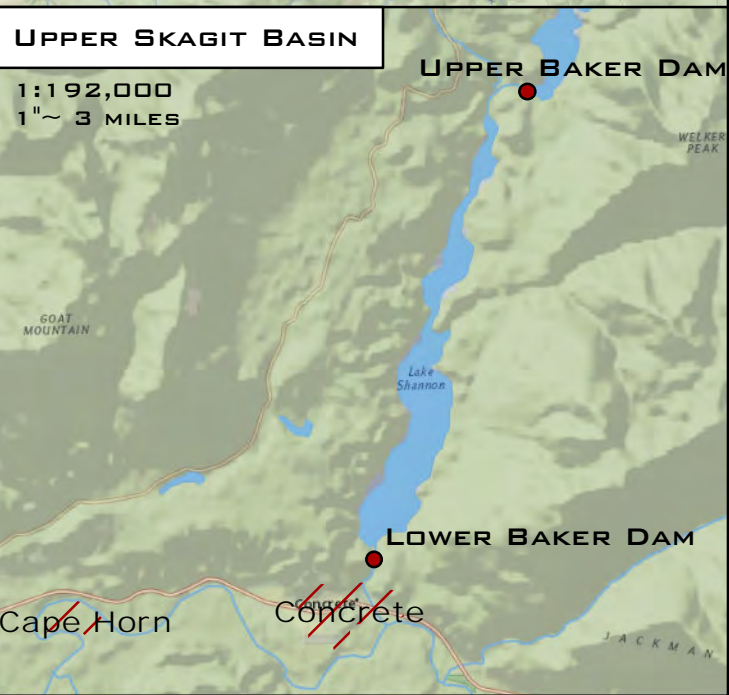 UPPER SKAGIT BASIN
1:192,000
1"~ 3 MILES
UPPER BAKER DAM
WELKER
PEAK
GOAT
MOUNTAIN
Lake
Shannon
LOWER BAKER DAM
Concrete
Cape Horn
Concrete
JACKMAN